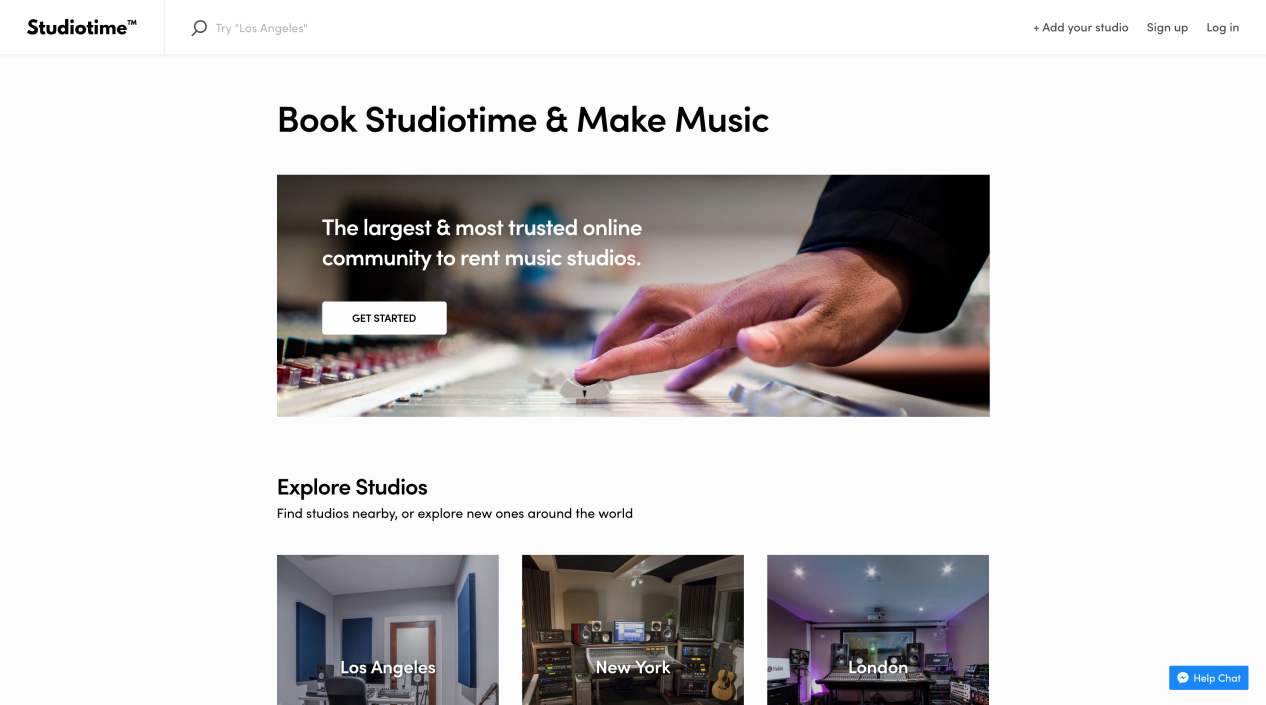 Studiotime™
Try "Los Angeles"
+ Add your studio
Sign up
Log in
Book Studiotime & Make Music
The largest & most trusted online
community to rent music studios.
GET STARTED
Explore Studios
Find studios nearby, or explore new ones around the world
Los Angeles
New York
London
Help Chat